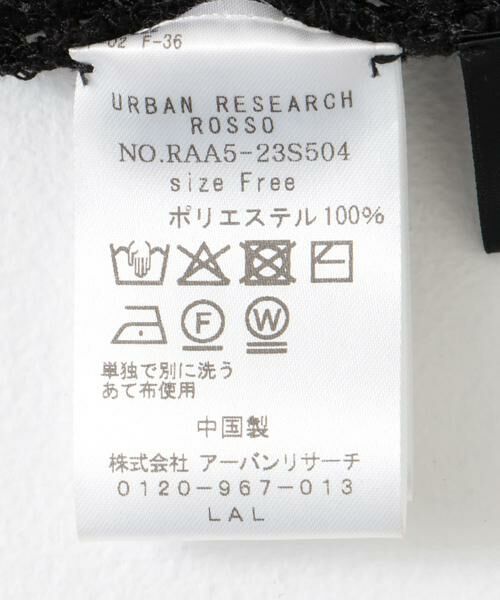 -02 F-36
URBAN RESEARCH
ROSSO
NO.RAA5-23S504
size Free
ポリエステル100%
F W
単独で別に洗う
あて布使用
中国製
株式会社 アーバンリサーチ
0120-967-013
LAL